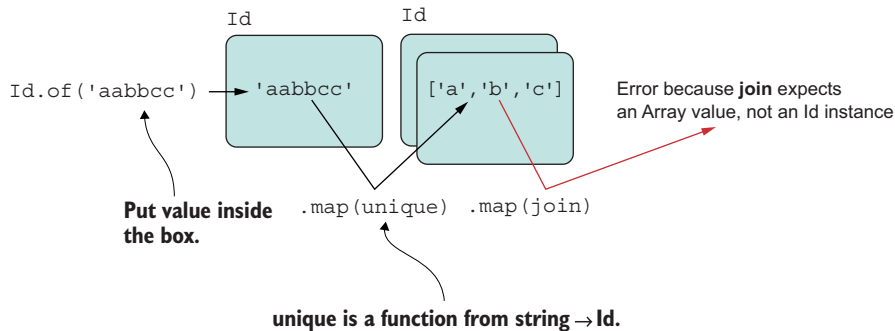 Id
Id
Id.of('aabbcc')
'aabbcc'
['a','b','c']
Error because join expects
an Array value, not an Id instance
Put value inside
the box.
.map(unique)
.map(join)
unique is a function from string → Id.